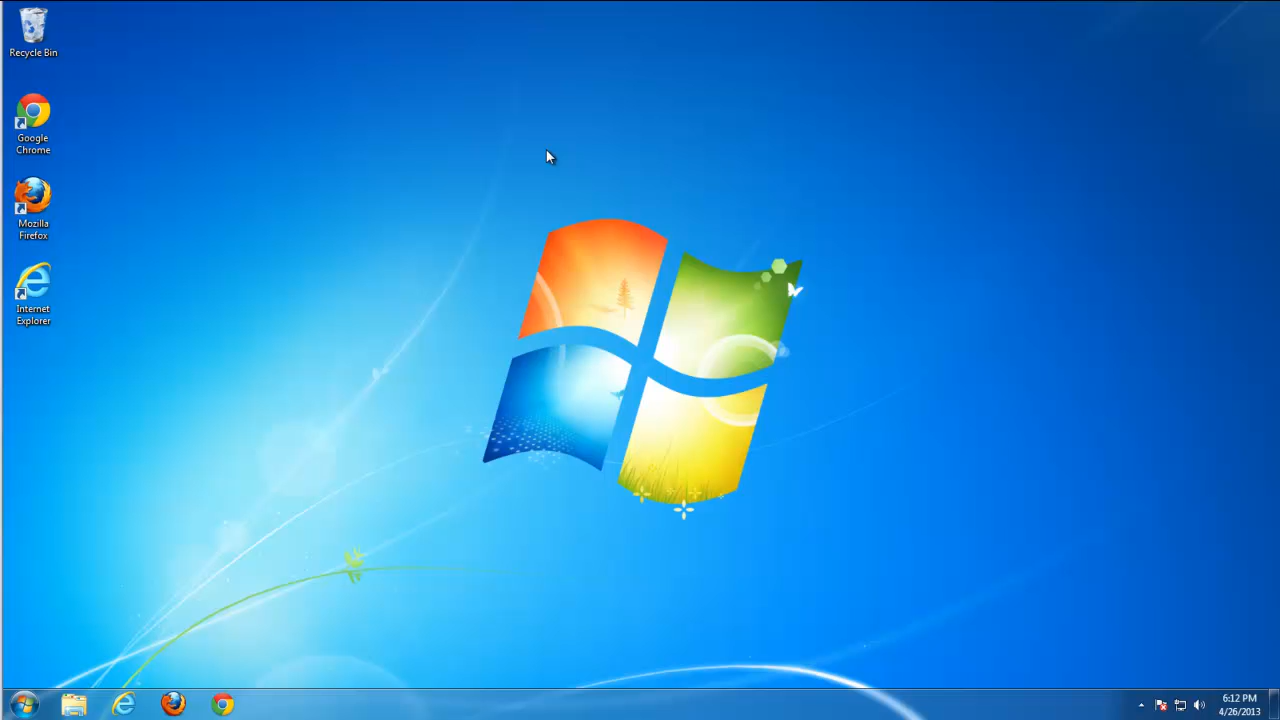 Recycle Bin
Google
Chrome
Mozilla
Firefox
Internet
Explorer
6:12 PM
4/26/2013